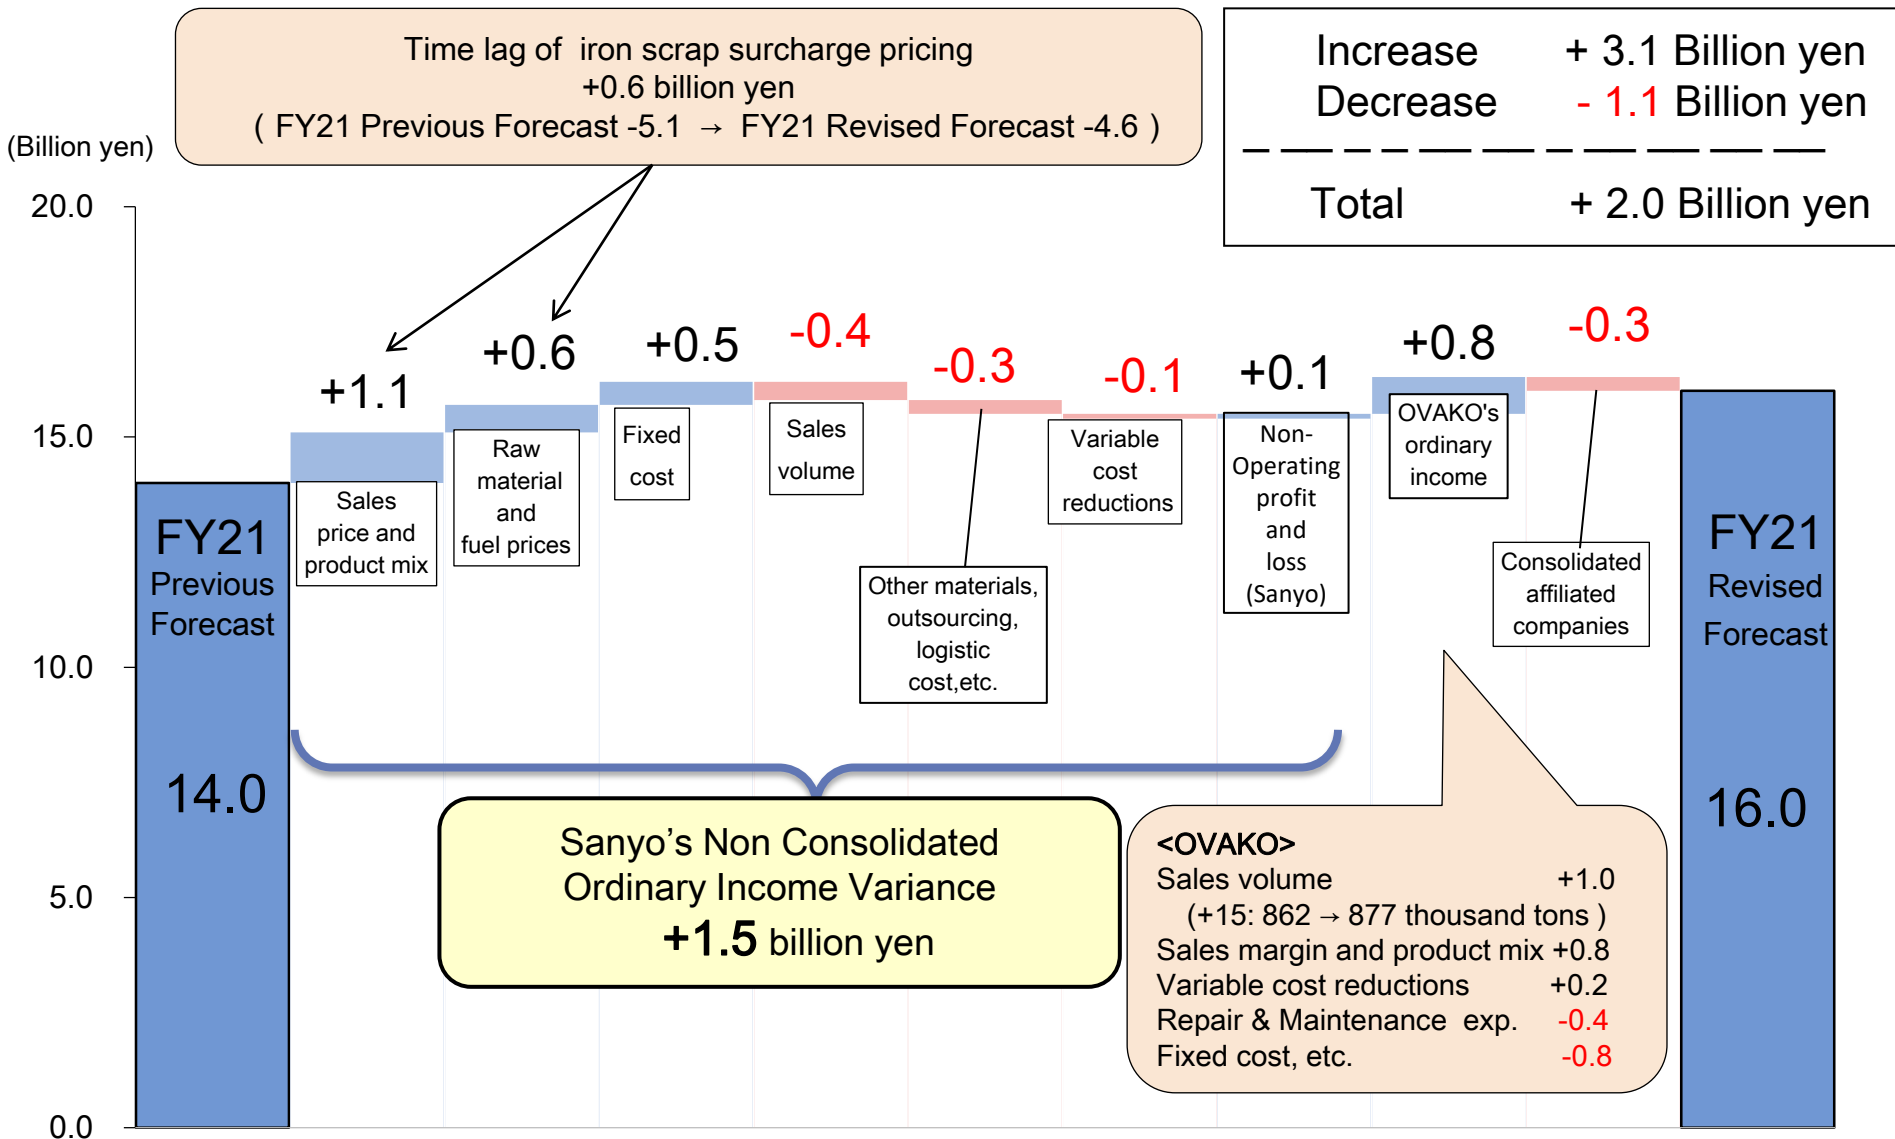 Time lag of iron scrap surcharge pricing
+0.6 billion yen
( FY21 Previous Forecast -5.1 → FY21 Revised Forecast -4.6 )
Increase + 3.1 Billion yen
Decrease - 1.1 Billion yen
Total + 2.0 Billion yen
(Billion yen)
20.0
15.0
10.0
5.0
0.0
+1.1
+0.6
+0.5
-0.4
-0.3
-0.1
+0.1
+0.8
-0.3
FY21
Previous
Forecast
14.0
Sales
price and
product mix
Raw
material
and
fuel prices
Fixed
cost
Sales
volume
Other materials,
outsourcing,
logistic
cost,etc.
Variable
cost
reductions
Non-
Operating
profit
and
loss
(Sanyo)
OVAKO's
ordinary
income
Consolidated
affiliated
companies
FY21
Revised
Forecast
16.0
Sanyo’s Non Consolidated
Ordinary Income Variance
+1.5 billion yen
<OVAKO>
Sales volume +1.0
(+15: 862 → 877 thousand tons )
Sales margin and product mix +0.8
Variable cost reductions +0.2
Repair & Maintenance exp. -0.4
Fixed cost, etc. -0.8